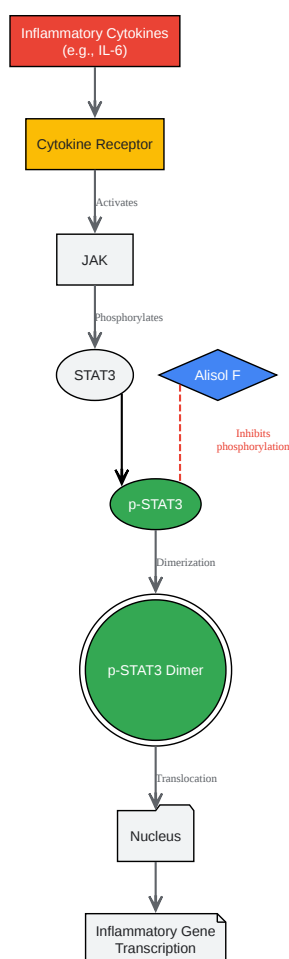 Inflammatory Cytokines
(e.g., IL-6)
Cytokine Receptor
Activates
JAK
Phosphorylates
STAT3
Alisol F
Inhibits
phosphorylation
p-STAT3
Dimerization
p-STAT3 Dimer
Translocation
Nucleus
Inflammatory Gene
Transcription